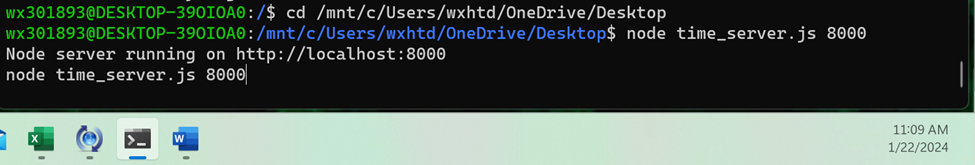 wx301893@DESKTOP-39OIOA0:/$ cd /mnt/c/Users/wxhtd/OneDrive/Desktop
wx301893@DESKTOP-39OIOA0:/mnt/c/Users/wxhtd/OneDrive/Desktop$ node time_server.js 8000
Node server running on http://localhost:8000
node time_server.js 8000
11:09 AM
1/22/2024